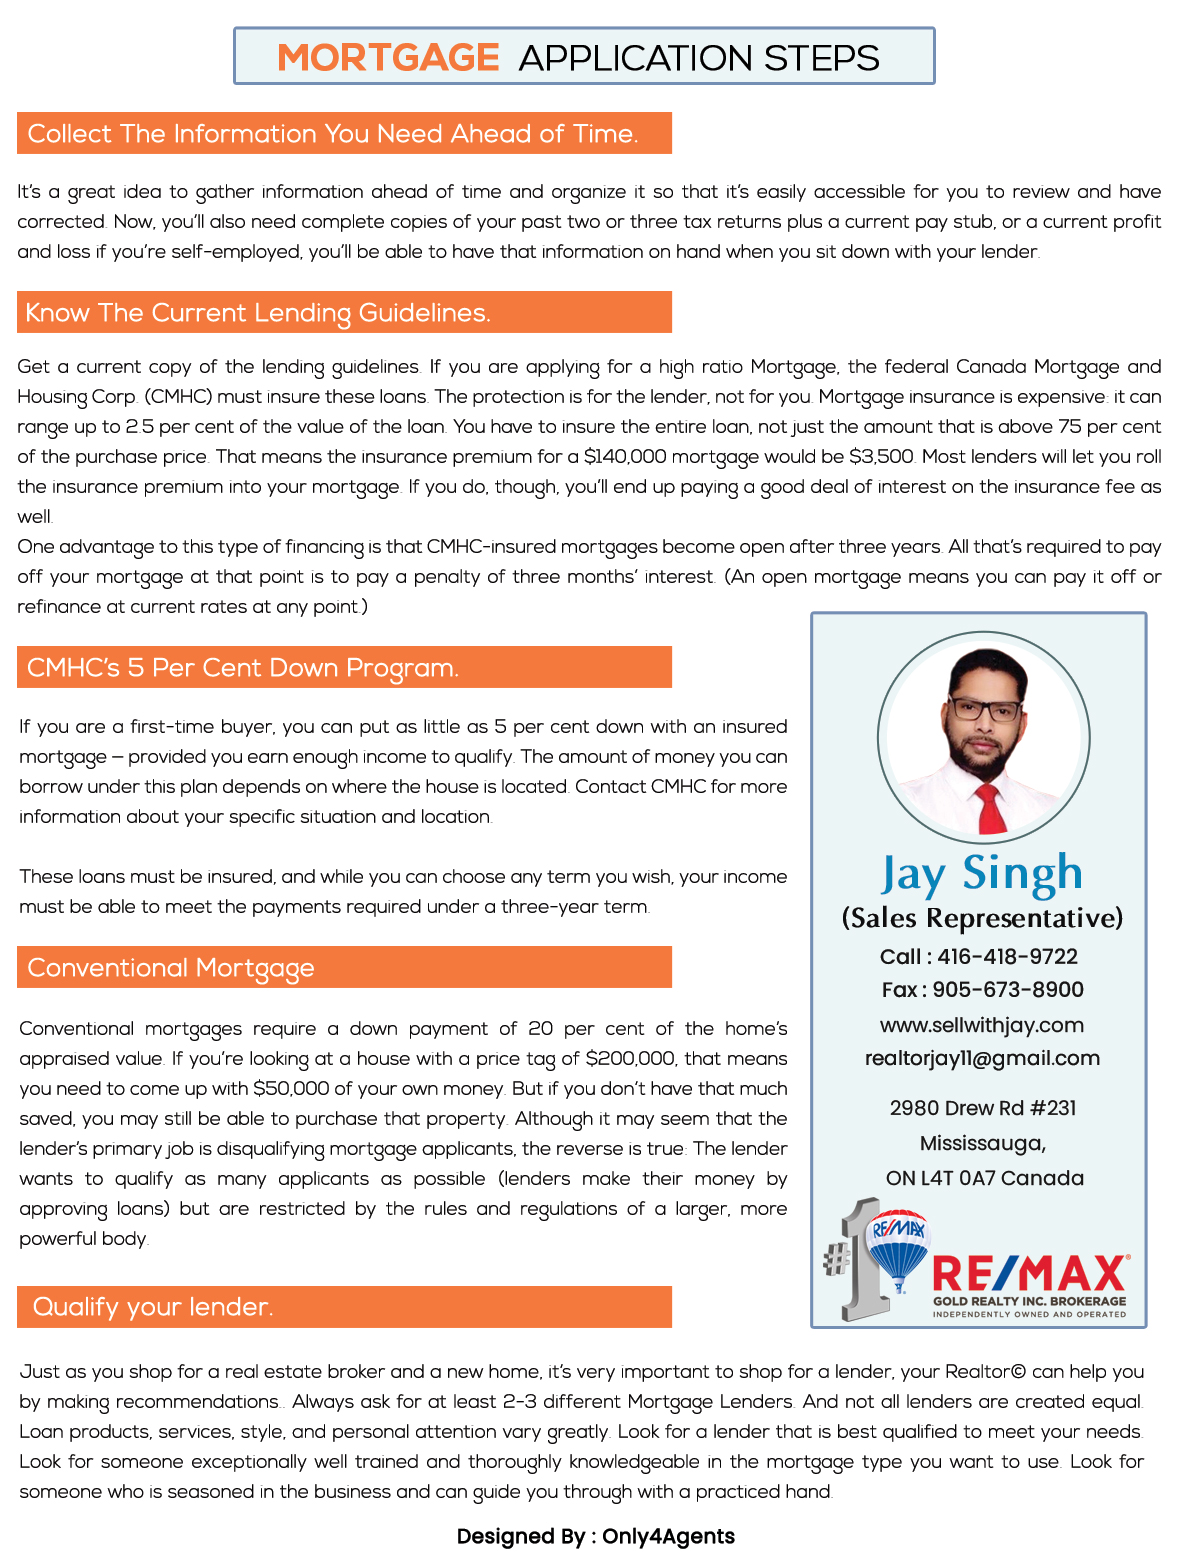 MORTGAGE APPLICATION STEPS
Collect The Information You Need Ahead of Time.
It's a great idea to gather information ahead of time and organize it so that it's easily accessible for you to review and have
corrected. Now, you'll also need complete copies of your past two or three tax returns plus a current pay stub, or a current profit
and loss if you're self-employed, you'll be able to have that information on hand when you sit down with your lender.
Know The Current Lending Guidelines.
Get a current copy of the lending guidelines. If you are applying for a high ratio Mortgage, the federal Canada Mortgage and
Housing Corp. (CMHC) must insure these loans. The protection is for the lender, not for you. Mortgage insurance is expensive: it can
range up to 2.5 per cent of the value of the loan. You have to insure the entire loan, not just the amount that is above 75 per cent
of the purchase price. That means the insurance premium for a $140,000 mortgage would be $3,500. Most lenders will let you roll
the insurance premium into your mortgage. If you do, though, you'll end up paying a good deal of interest on the insurance fee as
well.
One advantage to this type of financing is that CMHC-insured mortgages become open after three years. All that's required to pay
off your mortgage at that point is to pay a penalty of three months' interest. (An open mortgage means you can pay it off or
refinance at current rates at any point.)
CMHC's 5 Per Cent Down Program.
If you are a first-time buyer, you can put as little as 5 per cent down with an insured
mortgage — provided you earn enough income to qualify. The amount of money you can
borrow under this plan depends on where the house is located. Contact CMHC for more
information about your specific situation and location.
These loans must be insured, and while you can choose any term you wish, your income
must be able to meet the payments required under a three-year term.
Conventional Mortgage
Conventional mortgages require a down payment of 20 per cent of the home's
appraised value. If you're looking at a house with a price tag of $200,000, that means
you need to come up with $50,000 of your own money. But if you don't have that much
saved, you may still be able to purchase that property. Although it may seem that the
lender's primary job is disqualifying mortgage applicants, the reverse is true: The lender
wants to qualify as many applicants as possible (lenders make their money by
approving loans) but are restricted by the rules and regulations of a larger, more
powerful body.
Jay Singh
(Sales Representative)
Call : 416-418-9722
Fax : 905-673-8900
www.sellwithjay.com
realtorjay11@gmail.com
2980 Drew Rd #231
Mississauga,
ON L4T 0A7 Canada
#1
RE/MAX
RE/MAX®
GOLD REALTY INC. BROKERAGE
INDEPENDENTLY OWNED AND OPERATED
Qualify your lender.
Just as you shop for a real estate broker and a new home, it's very important to shop for a lender, your Realtor© can help you
by making recommendations.. Always ask for at least 2-3 different Mortgage Lenders. And not all lenders are created equal.
Loan products, services, style, and personal attention vary greatly. Look for a lender that is best qualified to meet your needs.
Look for someone exceptionally well trained and thoroughly knowledgeable in the mortgage type you want to use. Look for
someone who is seasoned in the business and can guide you through with a practiced hand.
Designed By : Only4Agents